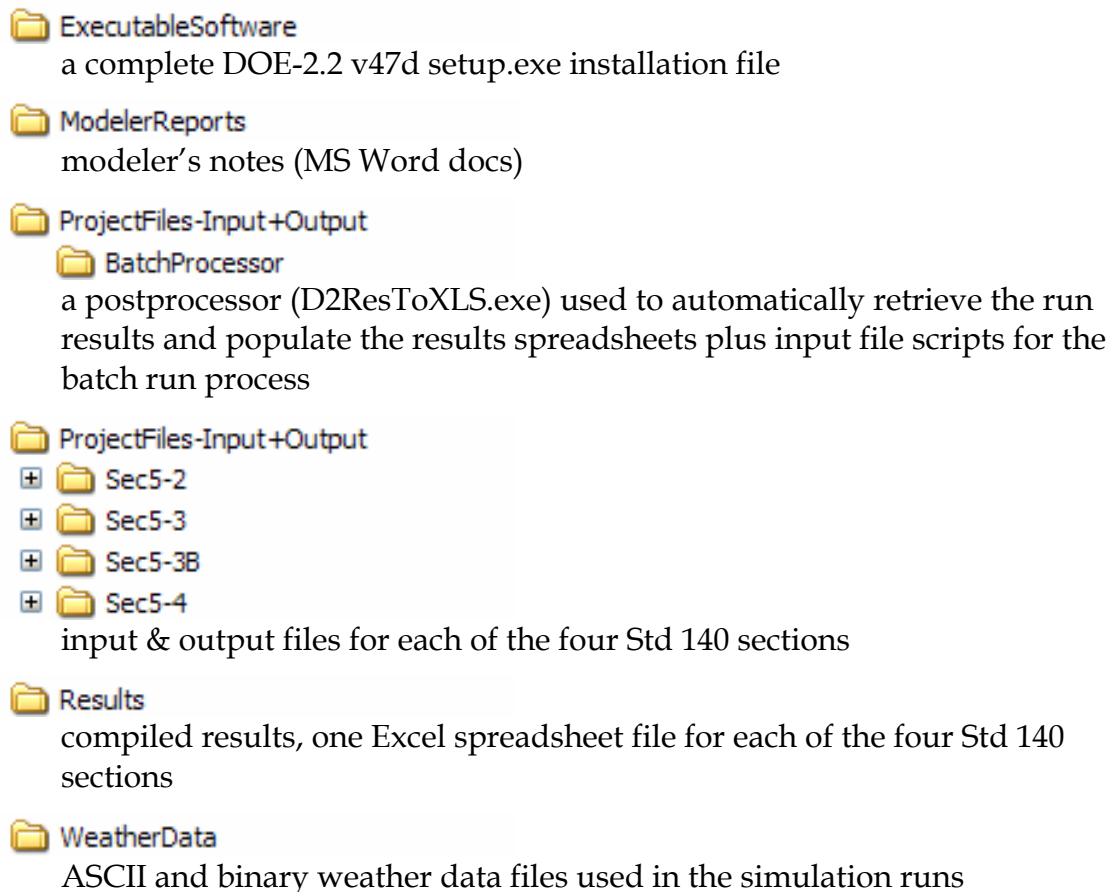 ExecutableSoftware
a complete DOE-2.2 v47d setup.exe installation file
ModelerReports
modeler’s notes (MS Word docs)
ProjectFiles-Input+Output
BatchProcessor
a postprocessor (D2ResToXLS.exe) used to automatically retrieve the run
results and populate the results spreadsheets plus input file scripts for the
batch run process
ProjectFiles-Input+Output
Sec5-2
Sec5-3
Sec5-3B
Sec5-4
input & output files for each of the four Std 140 sections
Results
compiled results, one Excel spreadsheet file for each of the four Std 140
sections
WeatherData
ASCII and binary weather data files used in the simulation runs